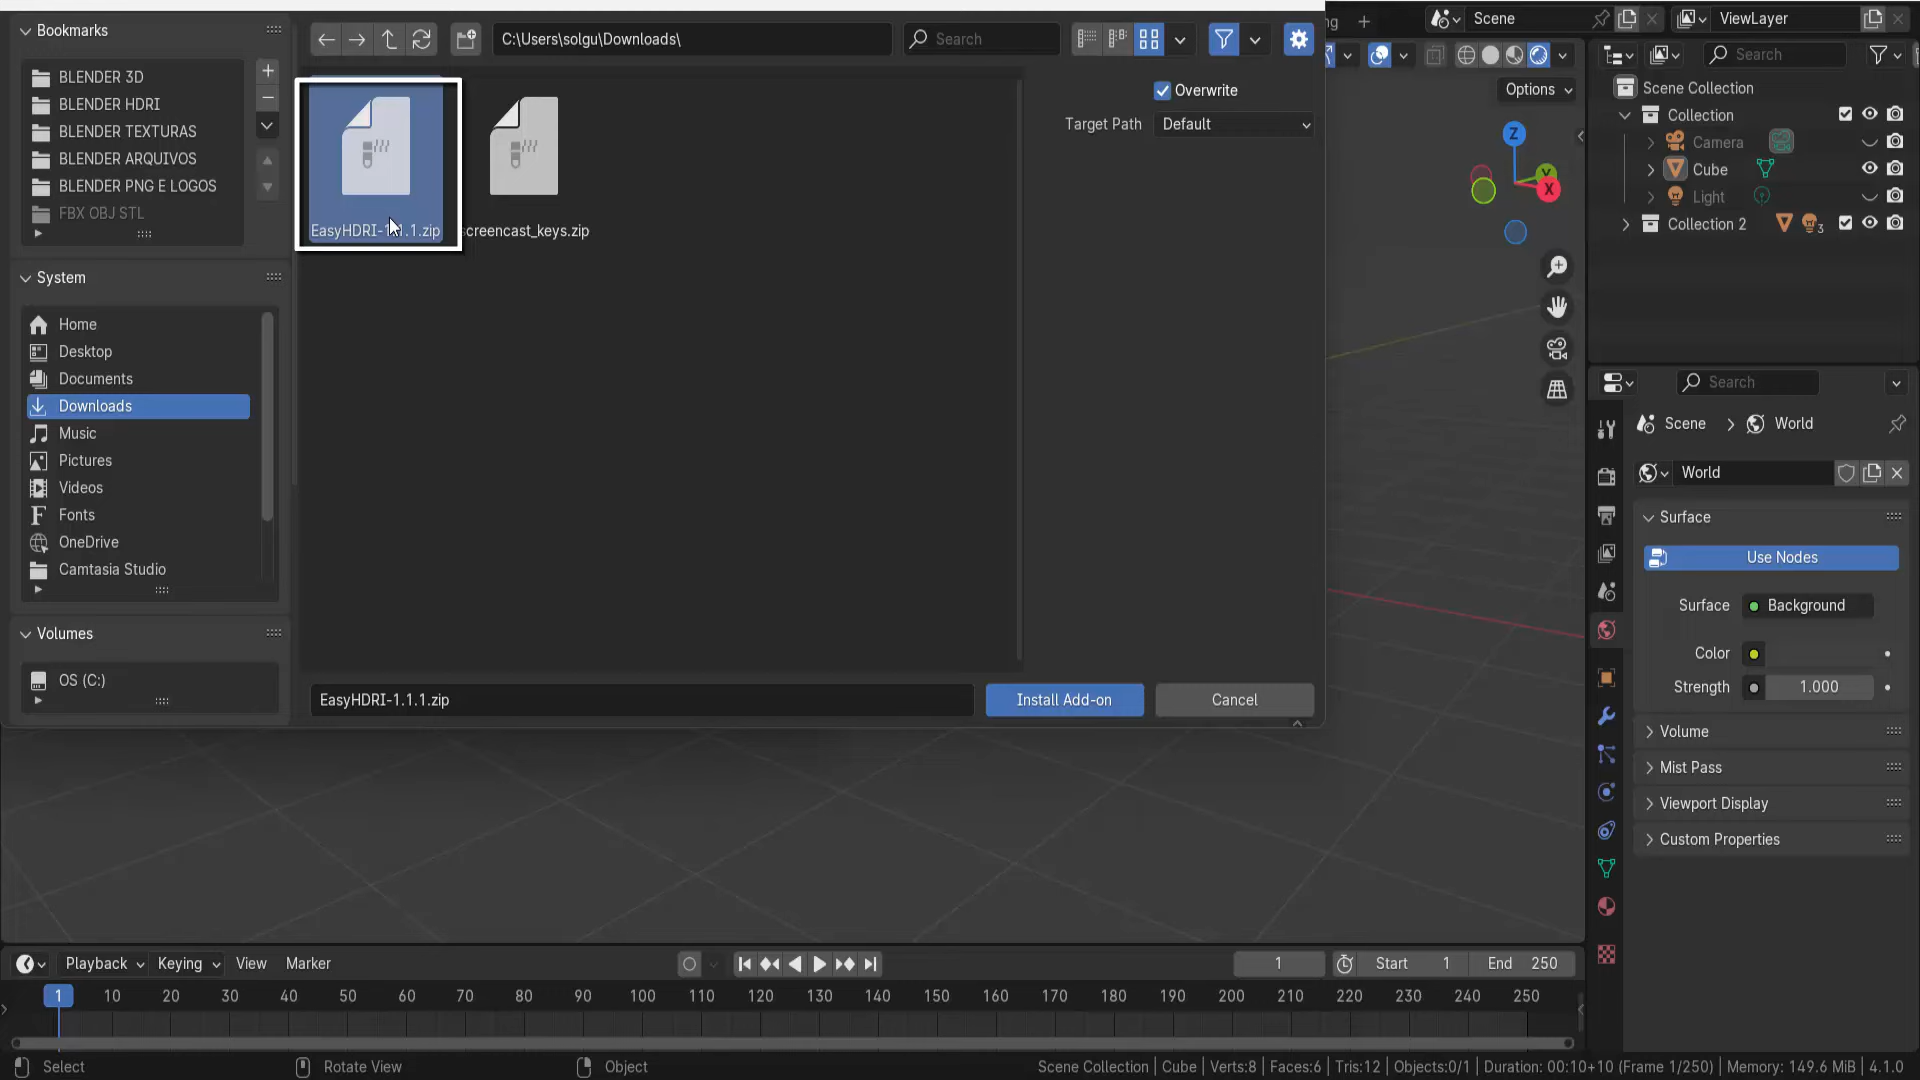 Bookmarks
BLENDER 3D
BLENDER HDRI
BLENDER TEXTURAS
BLENDER ARQUIVOS
BLENDER PNG E LOGOS
FBX OBJ STL
System
Home
Desktop
Documents
Downloads
Music
Pictures
Videos
Fonts
OneDrive
Camtasia Studio
Volumes
OS (C:)
C:\Users\solgu\Downloads\
Search
EasyHDRI-1.1.1.zip
screencast_keys.zip
Overwrite
Target Path Default
EasyHDRI-1.1.1.zip
Install Add-on
Cancel
Options
Z
Y
X
Scene
ViewLayer
Search
Scene Collection
Collection
Camera
Cube
Light
Collection 2
3
Search
Scene > World
World
Surface
Use Nodes
Surface Background
Color
Strength 1.000
Volume
Mist Pass
Viewport Display
Custom Properties
Playback Keying View Marker
1 Start 1 End 250
1 10 20 30 40 50 60 70 80 90 100 110 120 130 140 150 160 170 180 190 200 210 220 230 240 250
Select Rotate View Object
Scene Collection | Cube | Verts:8 | Faces:6 | Tris:12 | Objects:0/1 | Duration: 00:10+10 (Frame 1/250) | Memory: 149.6 MiB | 4.1.0